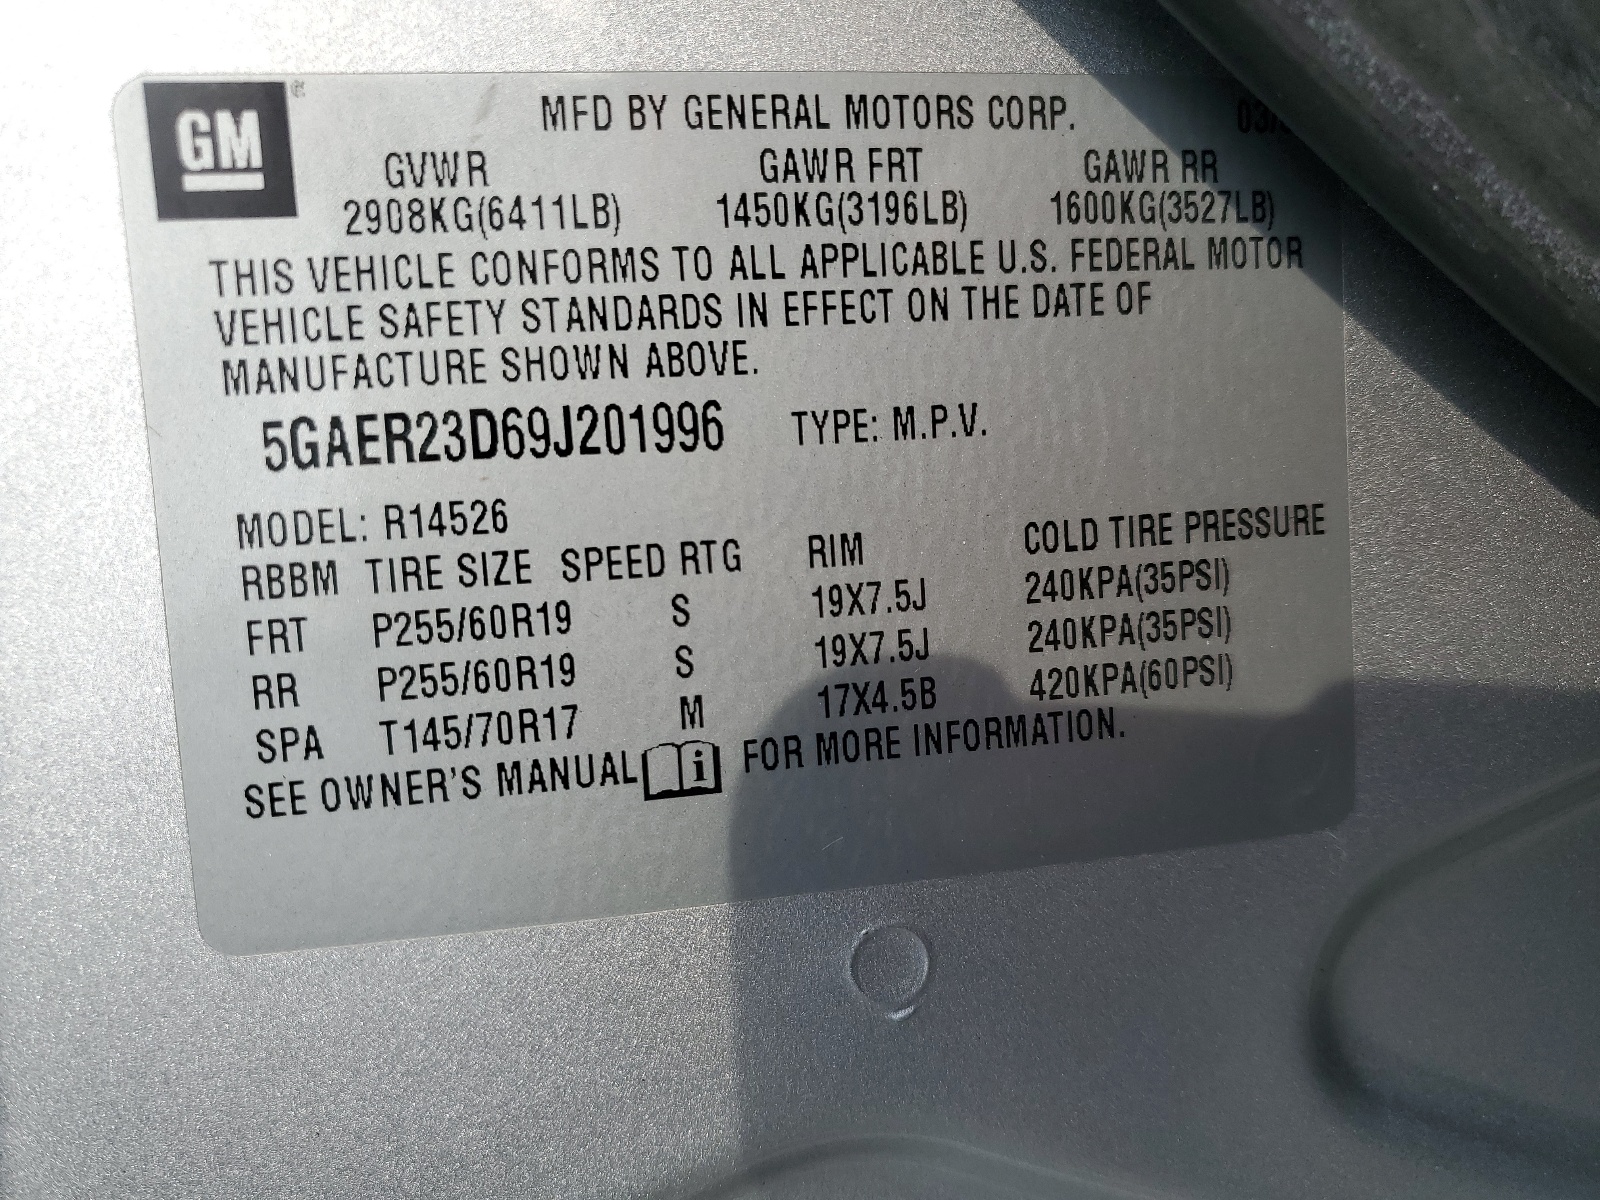 GM
MFD BY GENERAL MOTORS CORP.
GVWR GAWR FRT GAWR RR
2908KG(6411LB) 1450KG(3196LB) 1600KG(3527LB)
THIS VEHICLE CONFORMS TO ALL APPLICABLE U.S. FEDERAL MOTOR
VEHICLE SAFETY STANDARDS IN EFFECT ON THE DATE OF
MANUFACTURE SHOWN ABOVE.
5GAER23D69J201996 TYPE: M.P.V.
MODEL: R14526
RBBM TIRE SIZE SPEED RTG RIM COLD TIRE PRESSURE
FRT P255/60R19 S 19X7.5J 240KPA(35PSI)
RR P255/60R19 S 19X7.5J 240KPA(35PSI)
SPA T145/70R17 M 17X4.5B 420KPA(60PSI)
SEE OWNER'S MANUAL i FOR MORE INFORMATION.